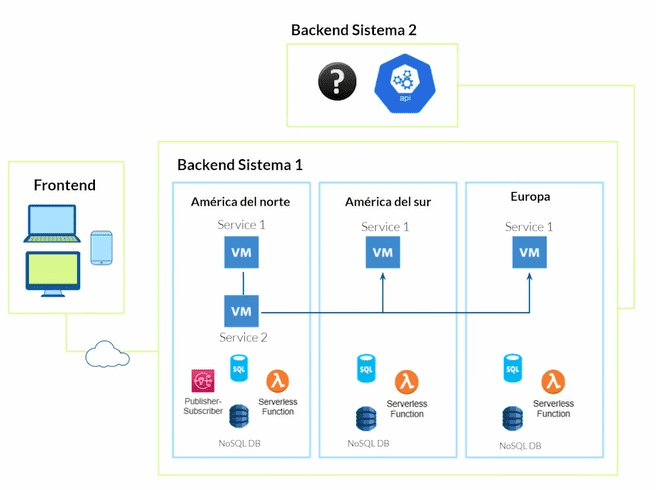 Backend Sistema 2
?
api
Backend Sistema 1
Frontend
América del norte
Service 1
VM
VM
Service 2
SQL
Publisher-
Subscriber
Serverless
Function
NoSQL DB
América del sur
Service 1
VM
SQL
Serverless
Function
NoSQL DB
Europa
Service 1
VM
SQL
Serverless
Function
NoSQL DB